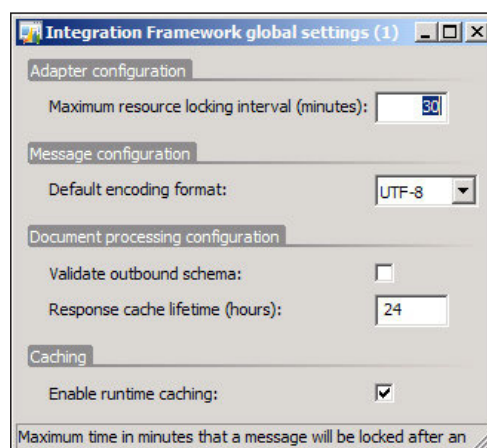 Integration Framework global settings (1)
Adapter configuration
Maximum resource locking interval (minutes): 30
Message configuration
Default encoding format: UTF-8
Document processing configuration
Validate outbound schema:
Response cache lifetime (hours): 24
Caching
Enable runtime caching:
Maximum time in minutes that a message will be locked after an